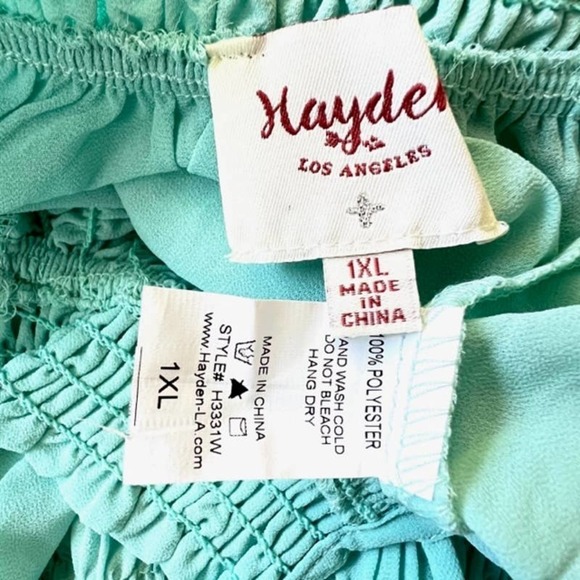 Hayden
LOS ANGELES
1XL
MADE
IN
CHINA
100% POLYESTER
HAND WASH COLD
DO NOT BLEACH
HANG DRY
MADE IN CHINA
STYLE# H3331W
www.Hayden-LA.com
1XL